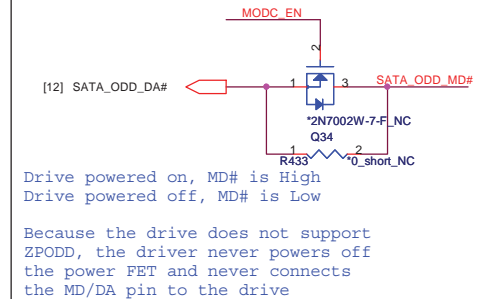 MODC_EN
2
[12] SATA_ODD_DA#
1
3
SATA_ODD_MD#
*2N7002W-7-F_NC
Q34
1
2
R433
*0_short_NC
Drive powered on, MD# is High
Drive powered off, MD# is Low
Because the drive does not support
ZPODD, the driver never powers off
the power FET and never connects
the MD/DA pin to the drive